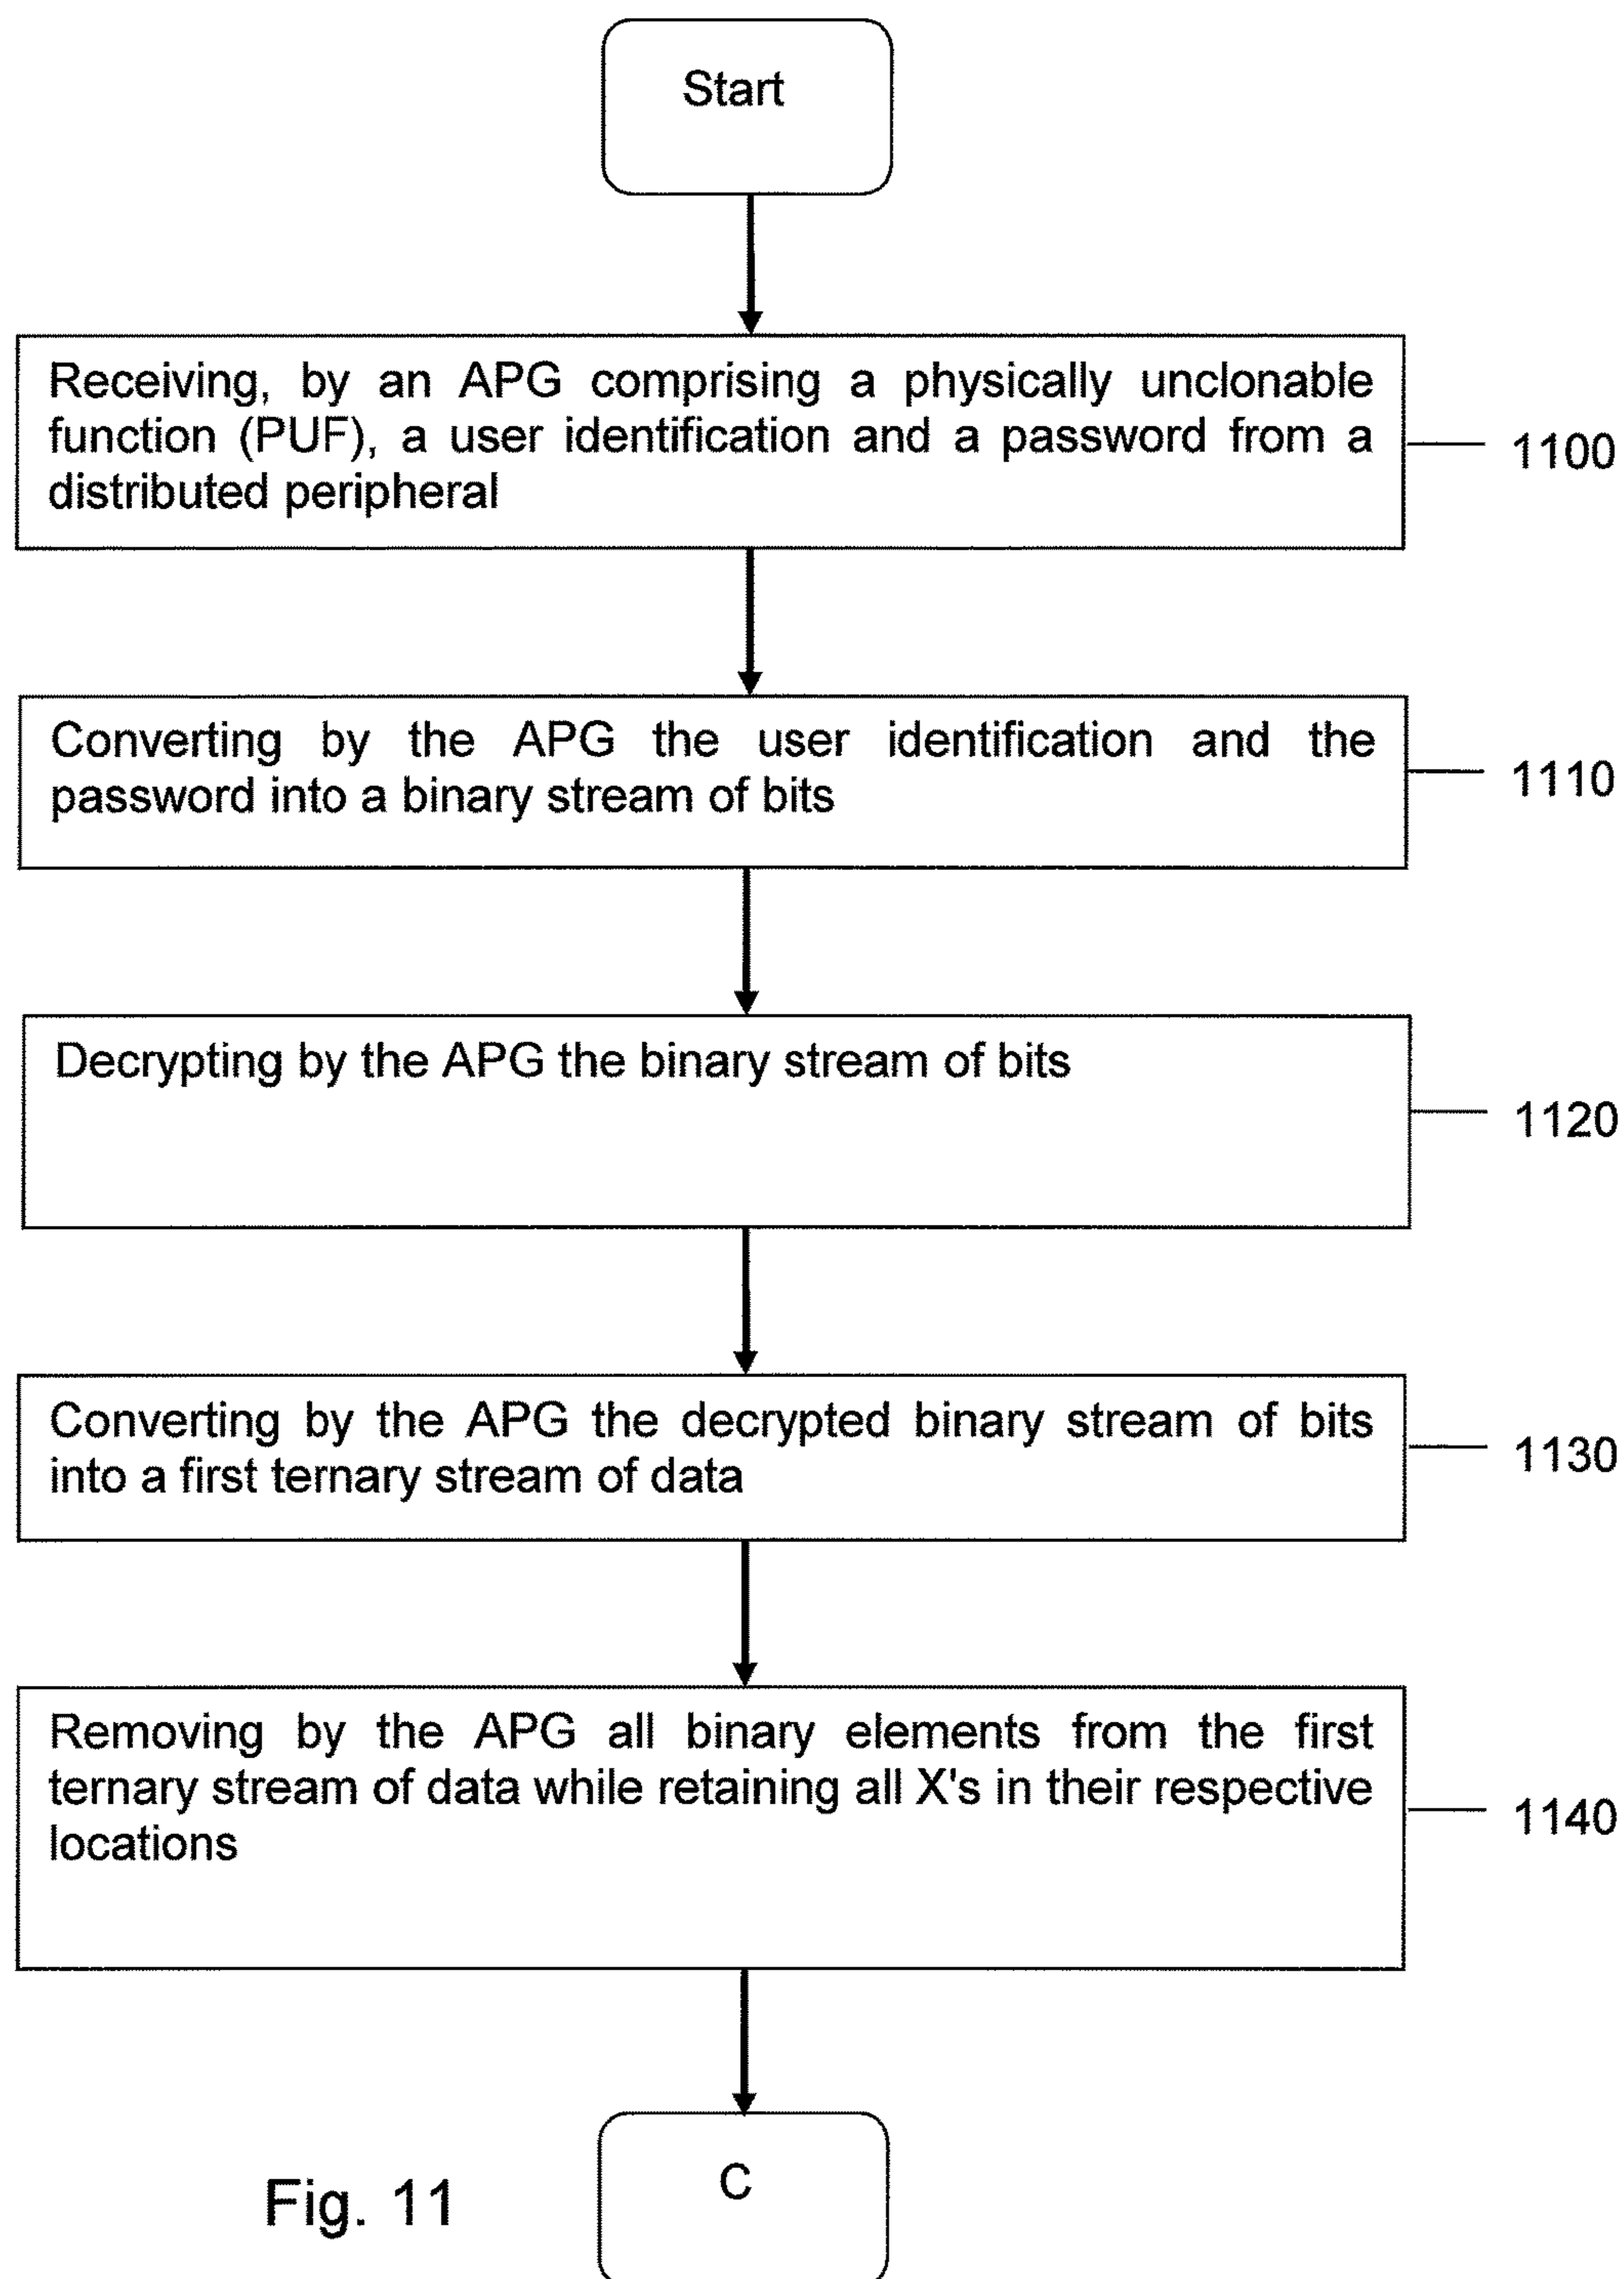 Start
Receiving, by an APG comprising a physically unclonable
function (PUF), a user identification and a password from a
distributed peripheral
1100
Converting by the APG the user identification and the
password into a binary stream of bits
1110
Decrypting by the APG the binary stream of bits
1120
Converting by the APG the decrypted binary stream of bits
into a first ternary stream of data
1130
Removing by the APG all binary elements from the first
ternary stream of data while retaining all X's in their respective
locations
1140
C
Fig. 11